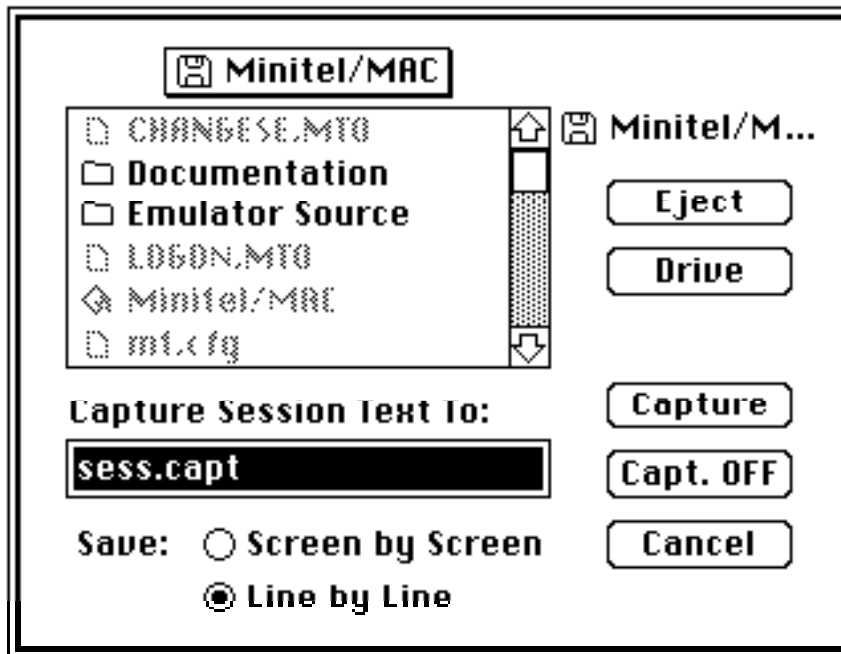 Minitel/MAC
CHANGESE.MTO
Documentation
Emulator Source
LOGON.MTO
Minitel/MAC
mt.cfg
Minitel/M...
Eject
Drive
Capture Session Text To:
sess.capt
Save:
Screen by Screen
Line by Line
Capture
Capt. OFF
Cancel